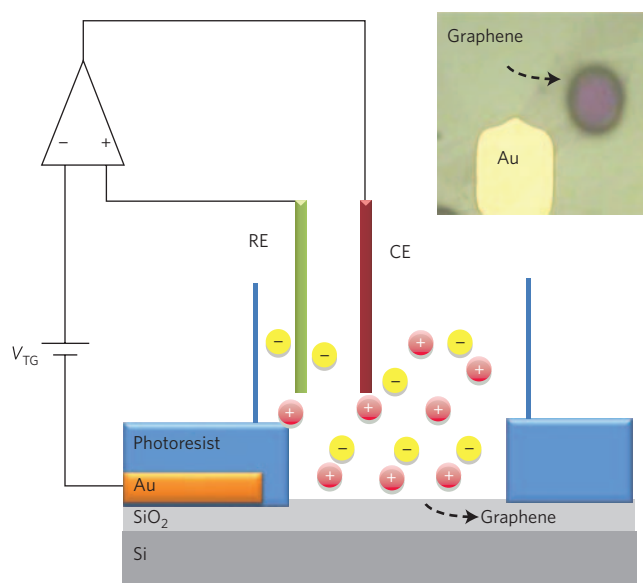 Graphene
Au
− +
RE
CE
V_TG
− − − + − + − + + + − − − + + +
Photoresist
Au
SiO₂
Graphene
Si